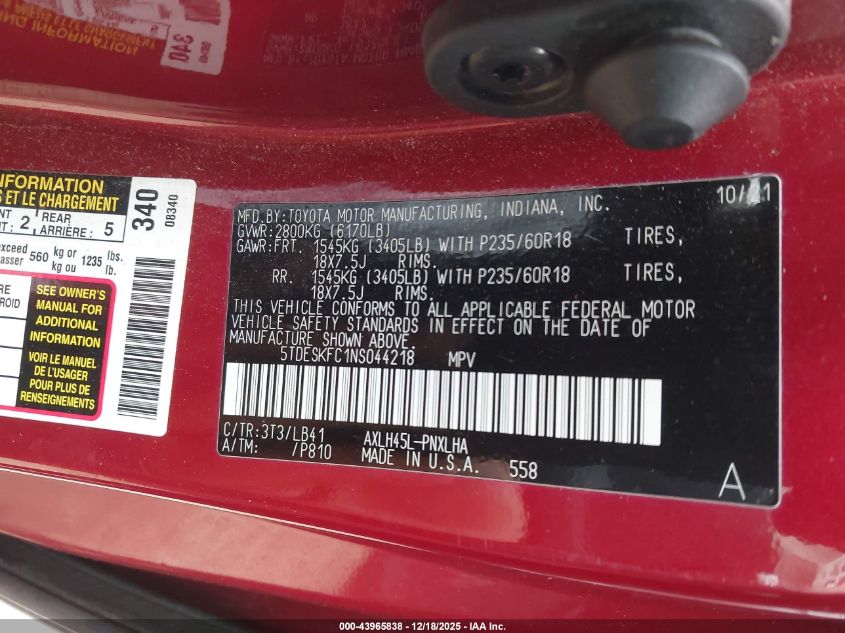 340
08340
INFORMATION
ET LE CHARGEMENT
2 REAR 5
ARRIÈRE:
340
08340
exceed 560 kg or 1235 lbs.
kg ou lb.
SEE OWNER'S
MANUAL FOR
ADDITIONAL
INFORMATION
VOIR LE MANUEL
DE L'USAGER
POUR PLUS DE
RENSEIGNEMENTS
MFD.BY:TOYOTA MOTOR MANUFACTURING, INDIANA, INC. 10/21
GVWR:2800KG (6170LB)
GAWR:FRT. 1545KG (3405LB) WITH P235/60R18 TIRES,
18X7.5J RIMS.
RR. 1545KG (3405LB) WITH P235/60R18 TIRES,
18X7.5J RIMS.
THIS VEHICLE CONFORMS TO ALL APPLICABLE FEDERAL MOTOR
VEHICLE SAFETY STANDARDS IN EFFECT ON THE DATE OF
MANUFACTURE SHOWN ABOVE.
5TDESKFC1NS044218 MPV
C/TR:3T3/LB41 AXLH45L-PNXLHA
A/TM: /P810 MADE IN U.S.A. 558
A
000-43965838 - 12/18/2025 - IAA Inc.